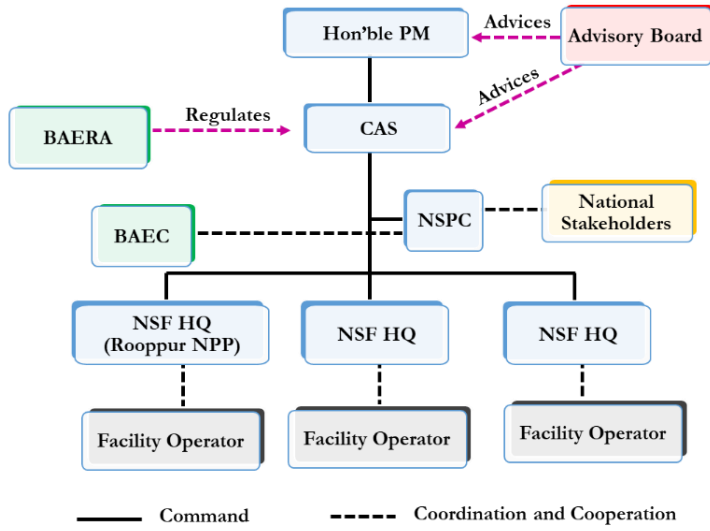 Hon'ble PM
Advices
Advisory Board
Advices
Regulates
BAERA
CAS
NSPC
National
Stakeholders
BAEC
NSF HQ
(Rooppur NPP)
NSF HQ
NSF HQ
Facility Operator
Facility Operator
Facility Operator
Command
Coordination and Cooperation